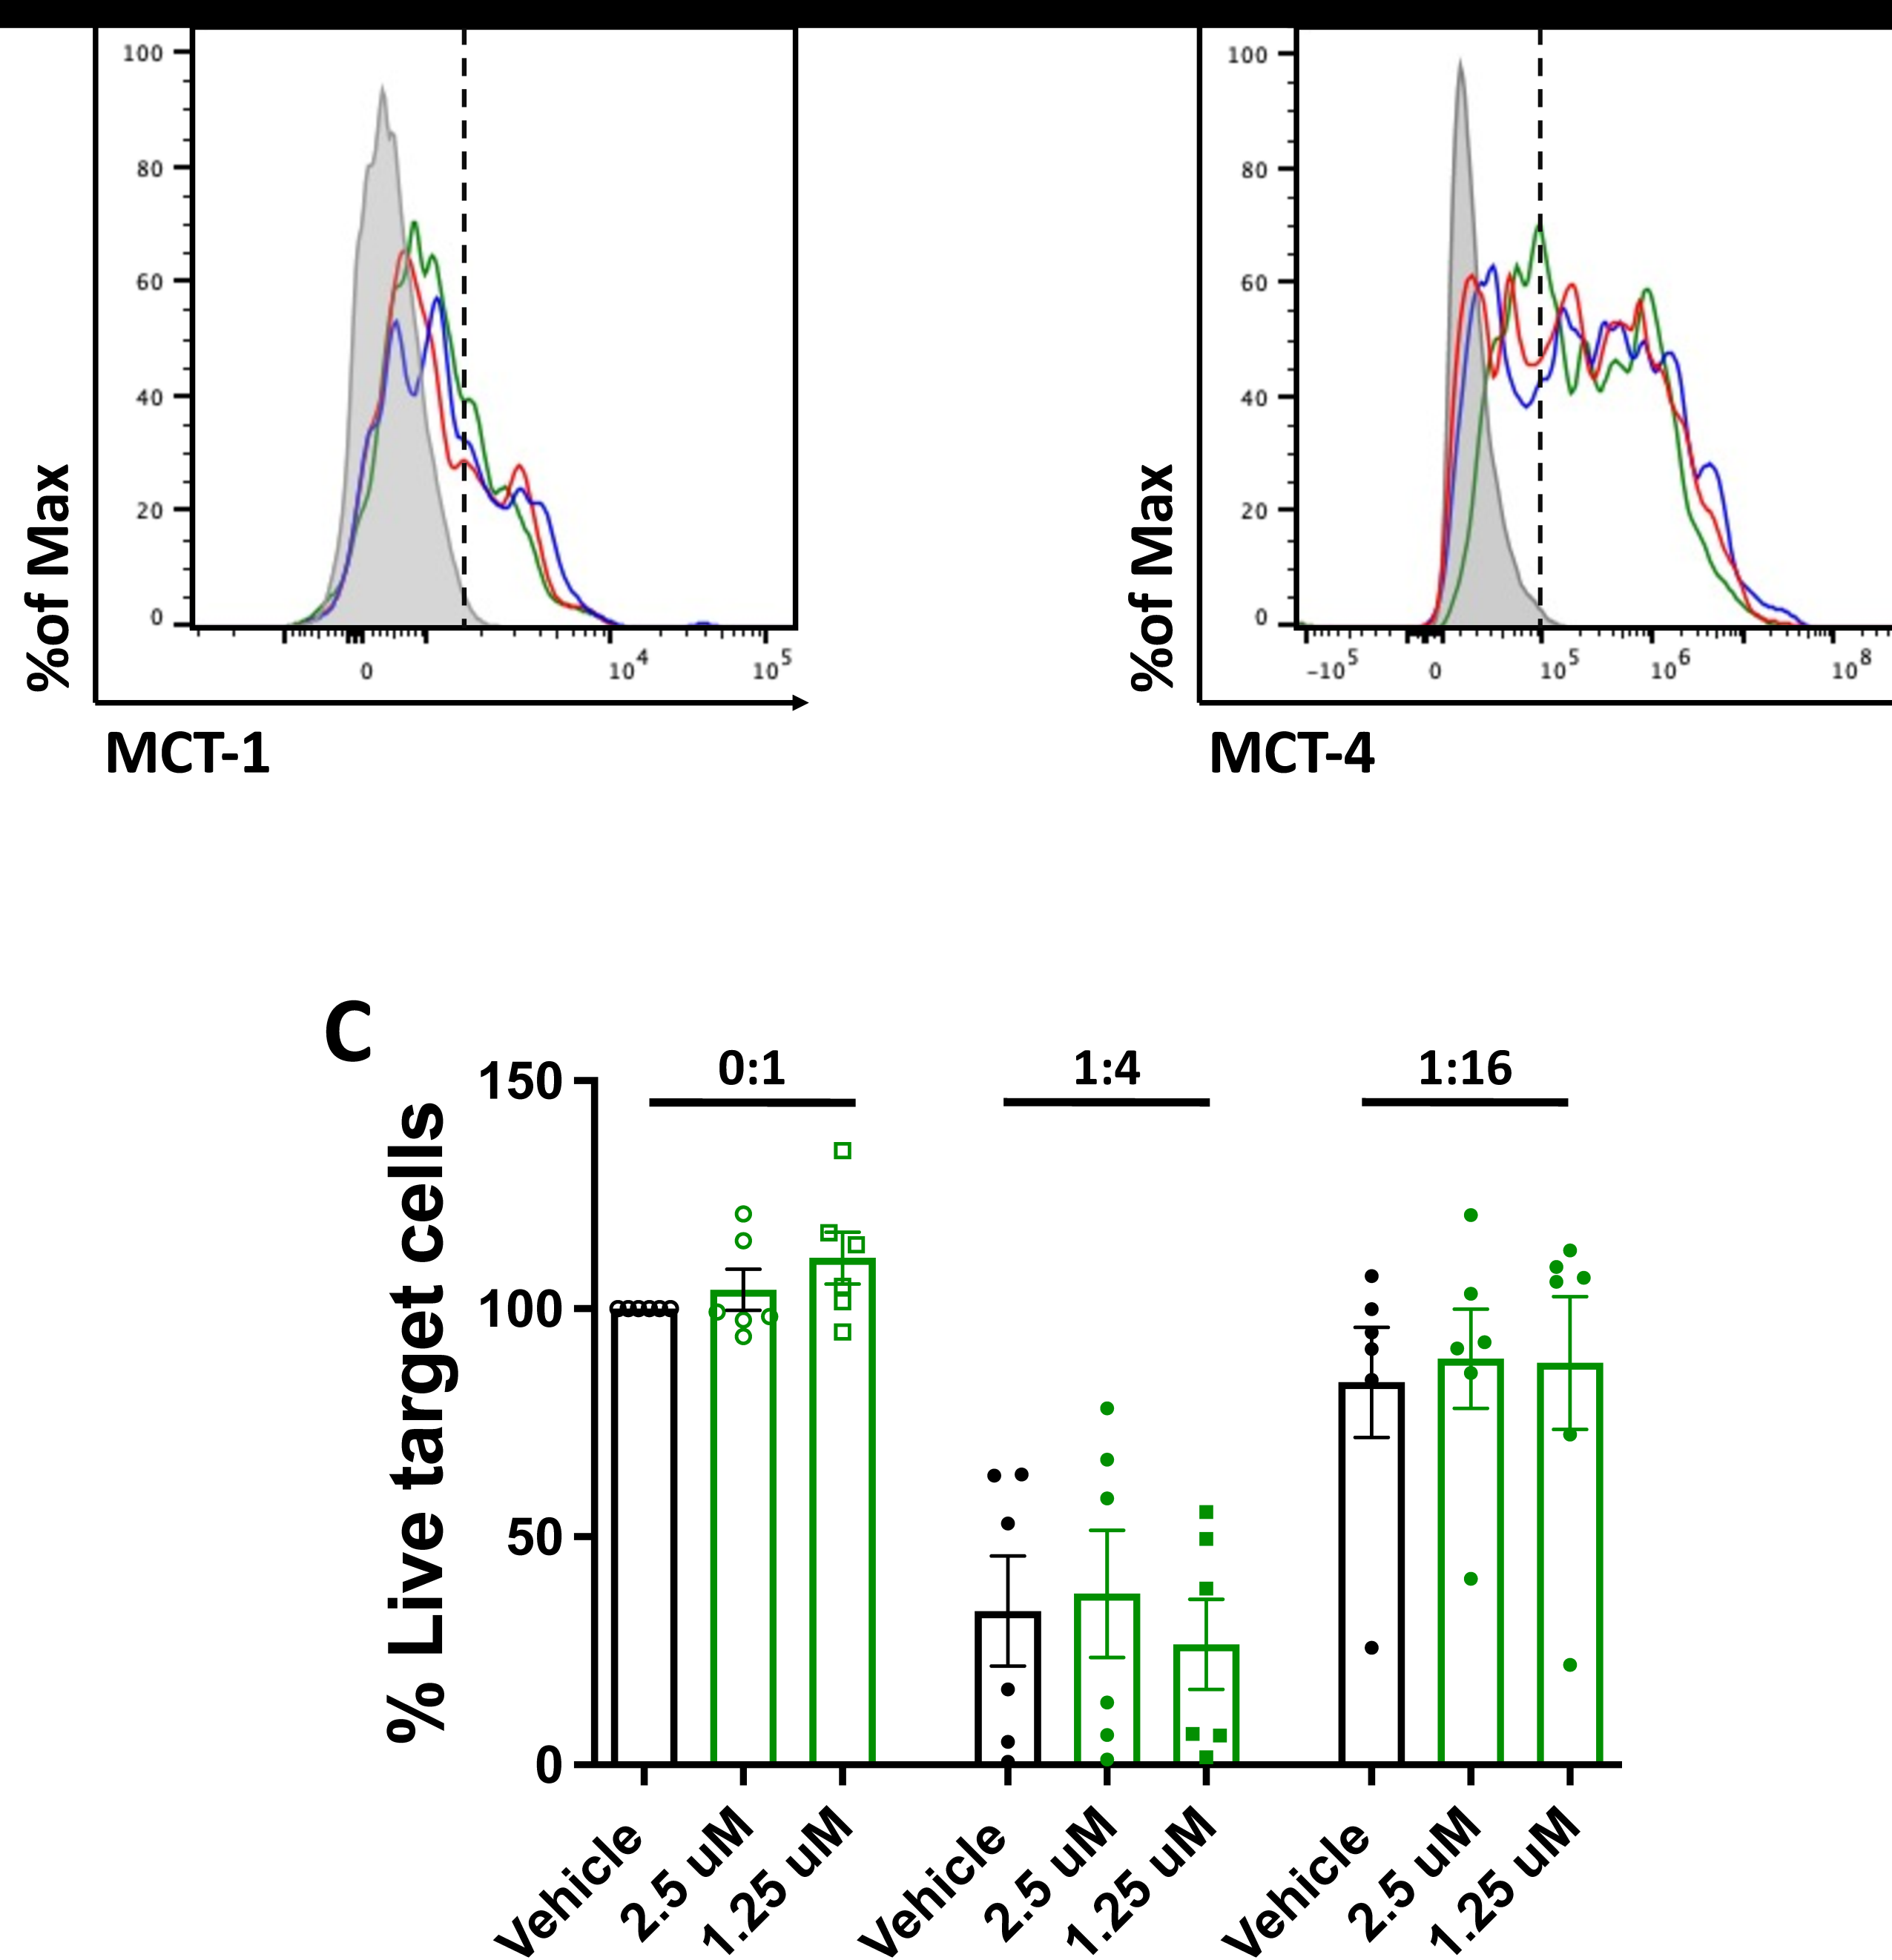 100
80
60
40
20
0
%of Max
0 10^4 10^5
MCT-1
100
80
60
40
20
0
%of Max
-10^5 0 10^5 10^6 10^8
MCT-4
C
0:1 1:4 1:16
150
100
50
0
% Live target cells
Vehicle 2.5 uM 1.25 uM Vehicle 2.5 uM 1.25 uM Vehicle 2.5 uM 1.25 uM